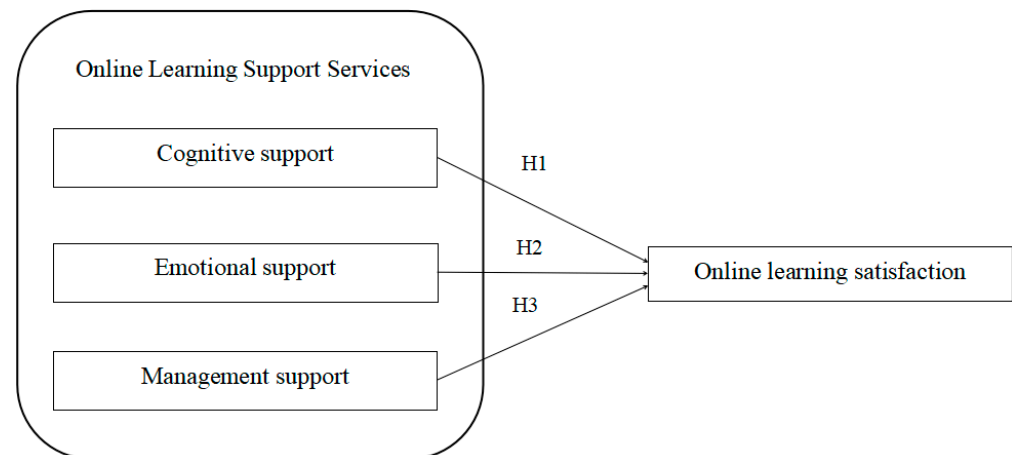 Online Learning Support Services
Cognitive support
H1
Emotional support
H2
Online learning satisfaction
H3
Management support